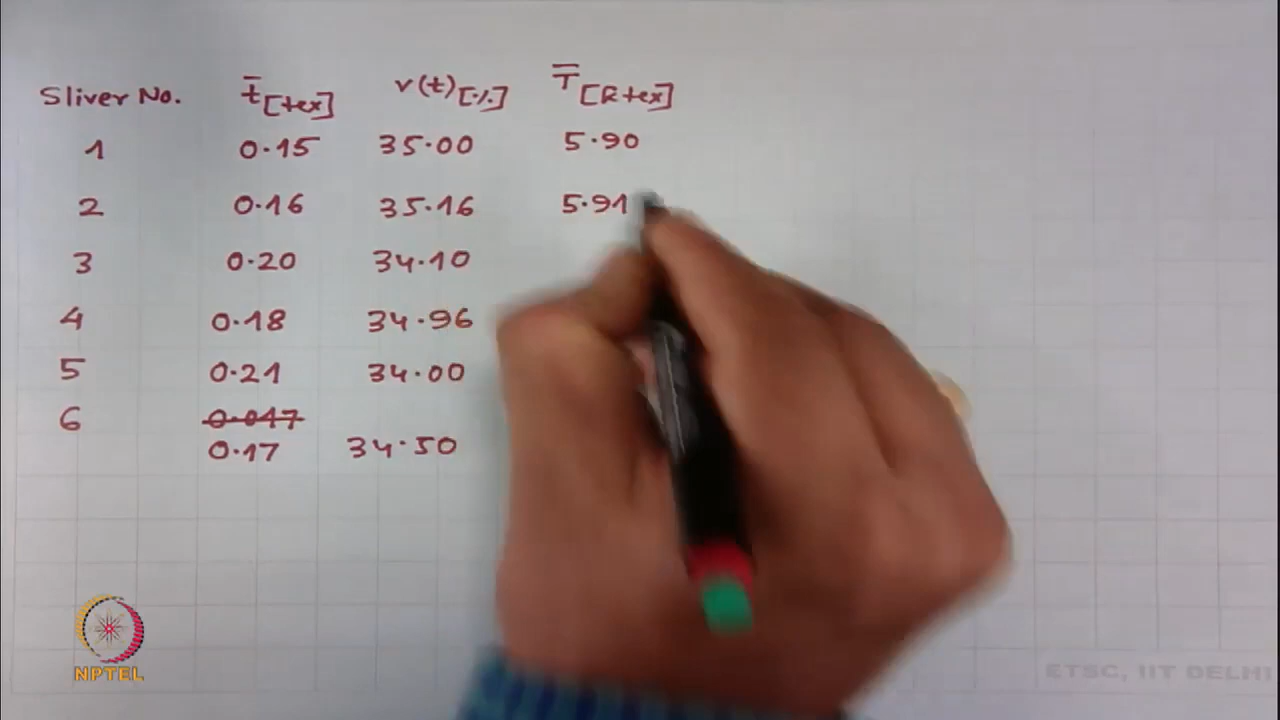 Sliver No. t̄ [tex] v(t) [%] T̄ [ktex]
1 0.15 35.00 5.90
2 0.16 35.16 5.91
3 0.20 34.10
4 0.18 34.96
5 0.21 34.00
6 0.047
0.17 34.50
NPTEL
ETSC, IIT DELHI